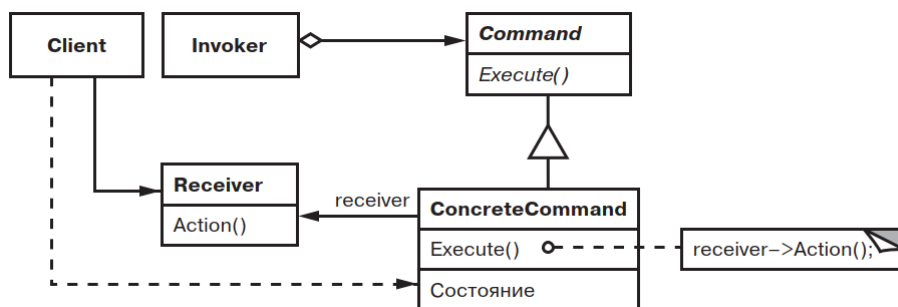 Client
Invoker
Command
Execute()
Receiver
Action()
receiver
ConcreteCommand
Execute()
receiver–>Action();
Состояние